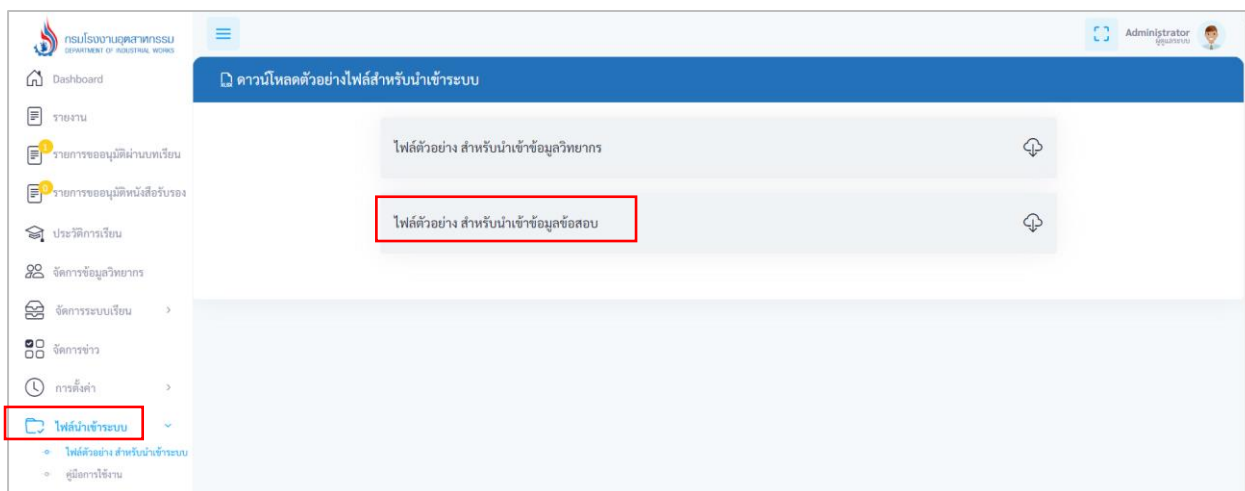 กรมโรงงานอุตสาหกรรม
DEPARTMENT OF INDUSTRIAL WORKS
Administrator
ผู้ดูแลระบบ
Dashboard
ดาวน์โหลดตัวอย่างไฟล์สำหรับนำเข้าระบบ
รายงาน
1
รายการขออนุมัติผ่านบทเรียน
ไฟล์ตัวอย่าง สำหรับนำเข้าข้อมูลวิทยากร
0
รายการขออนุมัติหนังสือรับรอง
ไฟล์ตัวอย่าง สำหรับนำเข้าข้อมูลข้อสอบ
ประวัติการเรียน
จัดการข้อมูลวิทยากร
จัดการระบบเรียน
จัดการข่าว
การตั้งค่า
ไฟล์นำเข้าระบบ
ไฟล์ตัวอย่าง สำหรับนำเข้าระบบ
คู่มือการใช้งาน